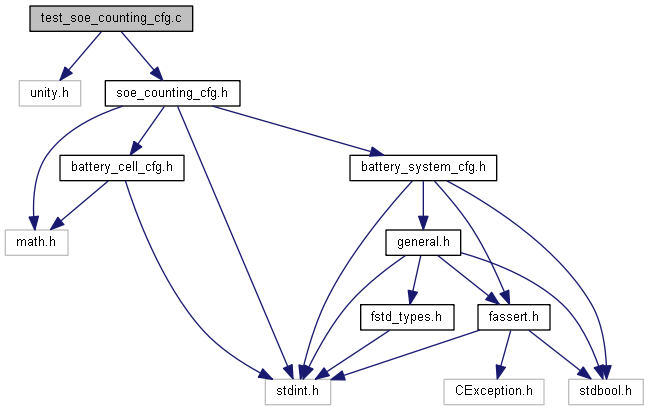 test_soe_counting_cfg.c
unity.h
soe_counting_cfg.h
battery_cell_cfg.h
battery_system_cfg.h
math.h
general.h
fstd_types.h
fassert.h
stdint.h
CException.h
stdbool.h